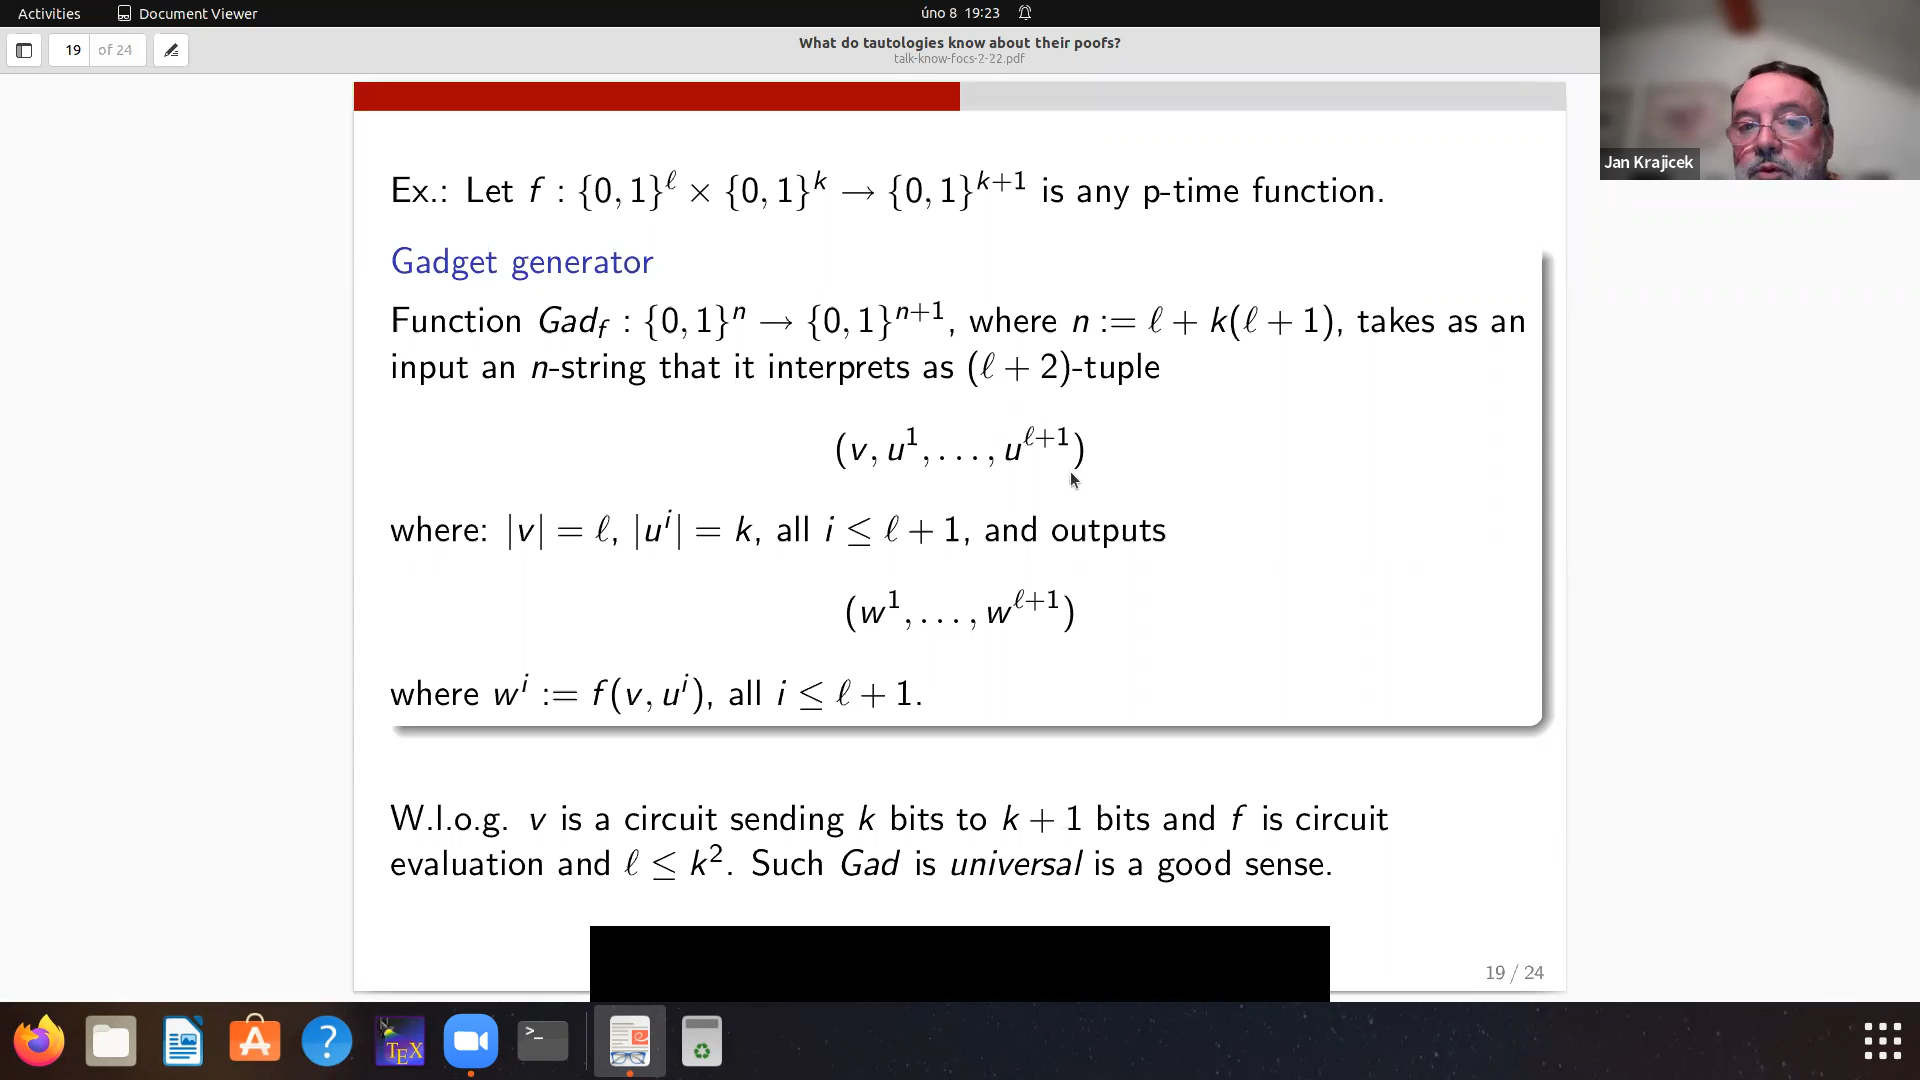 Activities Document Viewer úno 8 19:23
19 of 24 What do tautologies know about their poofs?
talk-know-focs-2-22.pdf
Jan Krajicek
Ex.: Let f : {0, 1}^ℓ × {0, 1}^k → {0, 1}^{k+1} is any p-time function.
Gadget generator
Function Gad_f : {0, 1}^n → {0, 1}^{n+1}, where n := ℓ + k(ℓ + 1), takes as an
input an n-string that it interprets as (ℓ + 2)-tuple
(v, u^1, . . . , u^{ℓ+1})
where: |v| = ℓ, |u^i| = k, all i ≤ ℓ + 1, and outputs
(w^1, . . . , w^{ℓ+1})
where w^i := f(v, u^i), all i ≤ ℓ + 1.
W.l.o.g. v is a circuit sending k bits to k + 1 bits and f is circuit
evaluation and ℓ ≤ k^2. Such Gad is universal is a good sense.
19 / 24
? >_ TEX